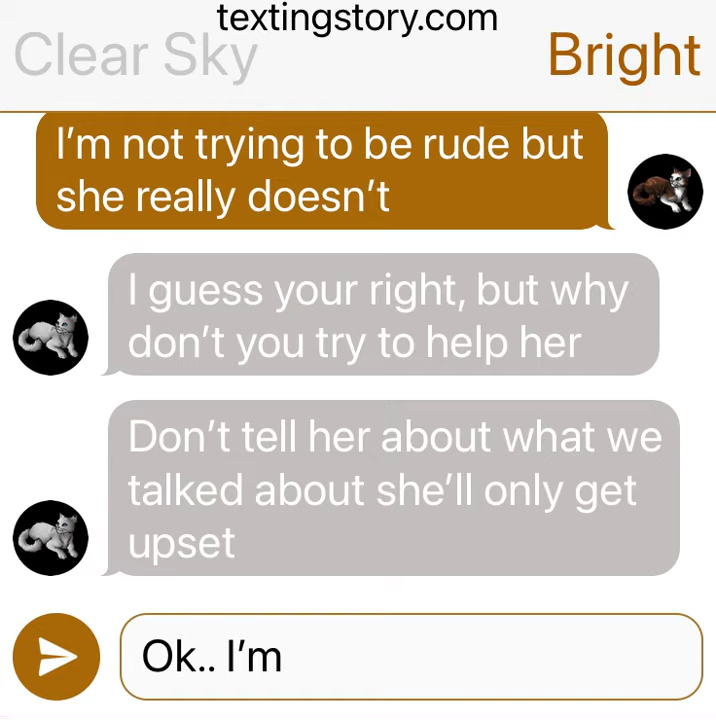 textingstory.com
Clear Sky
Bright
I’m not trying to be rude but
she really doesn’t
I guess your right, but why
don’t you try to help her
Don’t tell her about what we
talked about she’ll only get
upset
Ok.. I’m